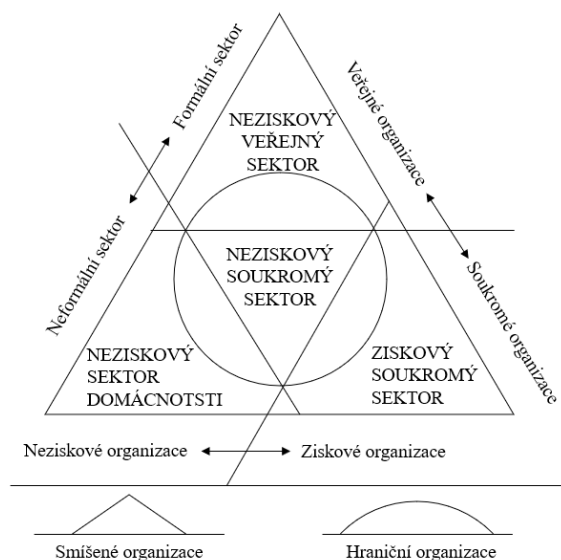 Formální sektor
Neformální sektor
Veřejné organizace
Soukromé organizace
NEZISKOVÝ
VEŘEJNÝ
SEKTOR
NEZISKOVÝ
SOUKROMÝ
SEKTOR
NEZISKOVÝ
SEKTOR
DOMÁCNOTSTI
ZISKOVÝ
SOUKROMÝ
SEKTOR
Neziskové organizace
Ziskové organizace
Smíšené organizace
Hraniční organizace